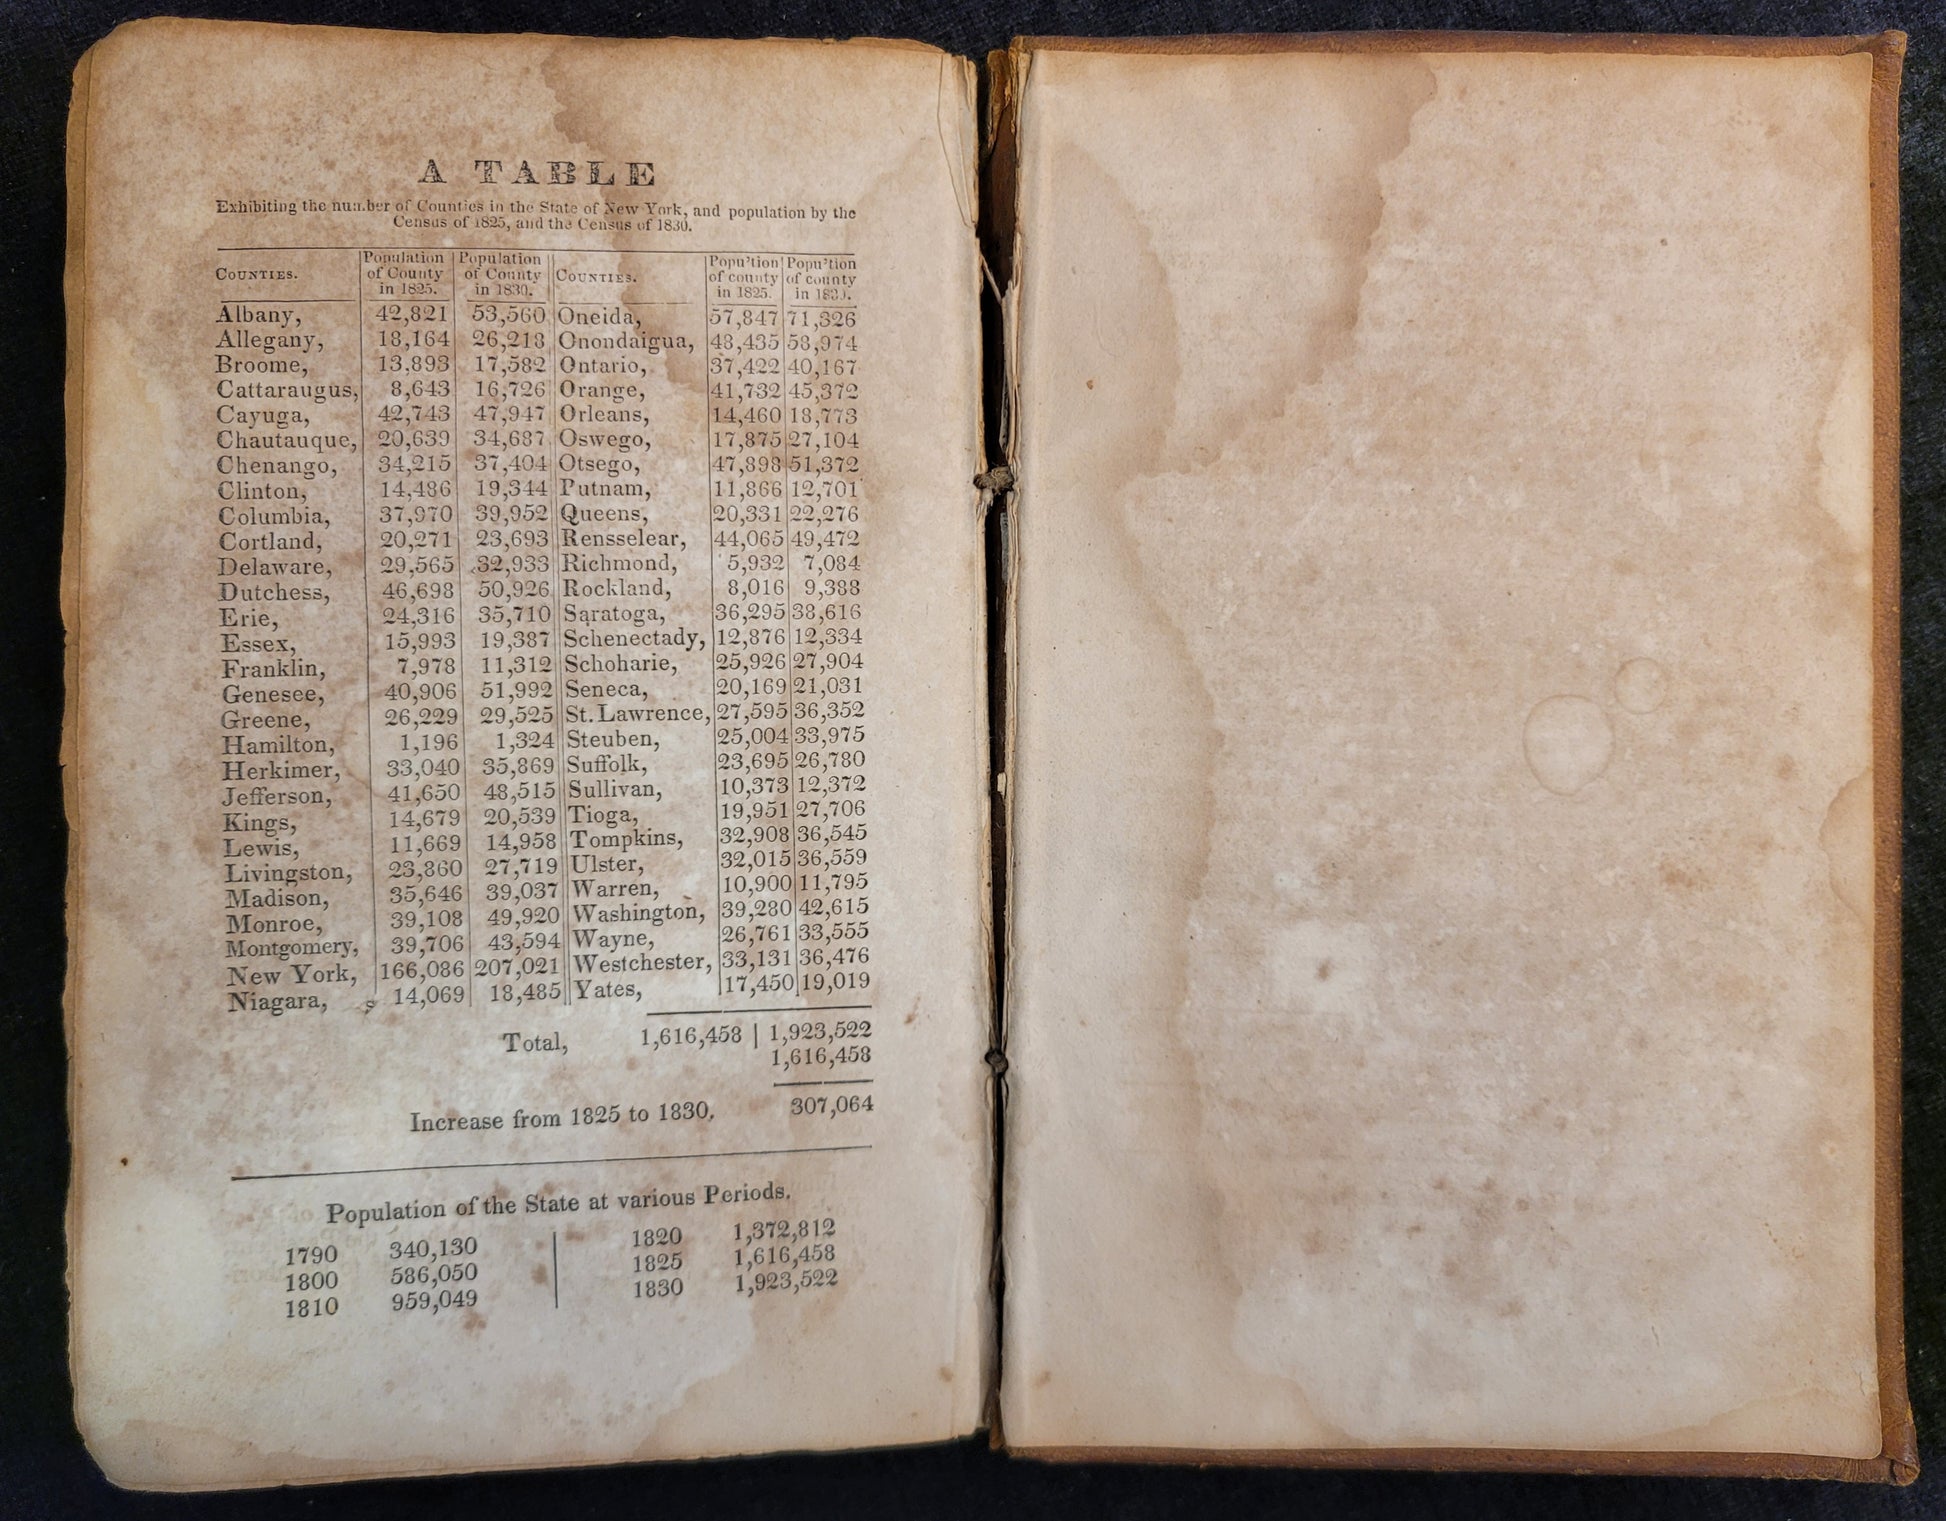 A TABLE
Exhibiting the number of Counties in the State of New York, and population by the
Census of 1825, and the Census of 1830.
COUNTIES. Population of County in 1825. Population of County in 1830. COUNTIES. Popu'tion of county in 1825. Popu'tion of county in 1830.
Albany, 42,821 53,560 Oneida, 57,847 71,326
Allegany, 18,164 26,218 Onondaigua, 48,435 58,974
Broome, 13,893 17,582 Ontario, 37,422 40,167
Cattaraugus, 8,643 16,726 Orange, 41,732 45,372
Cayuga, 42,743 47,947 Orleans, 14,460 18,773
Chautauque, 20,639 34,687 Oswego, 17,875 27,104
Chenango, 34,215 37,404 Otsego, 47,898 51,372
Clinton, 14,486 19,344 Putnam, 11,866 12,701
Columbia, 37,970 39,952 Queens, 20,331 22,276
Cortland, 20,271 23,693 Rensselear, 44,065 49,472
Delaware, 29,565 32,933 Richmond, 5,932 7,084
Dutchess, 46,698 50,926 Rockland, 8,016 9,388
Erie, 24,316 35,710 Saratoga, 36,295 38,616
Essex, 15,993 19,387 Schenectady, 12,876 12,334
Franklin, 7,978 11,312 Schoharie, 25,926 27,904
Genesee, 40,906 51,992 Seneca, 20,169 21,031
Greene, 26,229 29,525 St. Lawrence, 27,595 36,352
Hamilton, 1,196 1,324 Steuben, 25,004 33,975
Herkimer, 33,040 35,869 Suffolk, 23,695 26,780
Jefferson, 41,650 48,515 Sullivan, 10,373 12,372
Kings, 14,679 20,539 Tioga, 19,951 27,706
Lewis, 11,669 14,958 Tompkins, 32,908 36,545
Livingston, 23,860 27,719 Ulster, 32,015 36,559
Madison, 35,646 39,037 Warren, 10,900 11,795
Monroe, 39,108 49,920 Washington, 39,280 42,615
Montgomery, 39,706 43,594 Wayne, 26,761 33,555
New York, 166,086 207,021 Westchester, 33,131 36,476
Niagara, 14,069 18,485 Yates, 17,450 19,019
Total, 1,616,458 | 1,923,522
1,616,458
Increase from 1825 to 1830, 307,064
Population of the State at various Periods.
1790 340,130 1820 1,372,812
1800 586,050 1825 1,616,458
1810 959,049 1830 1,923,522